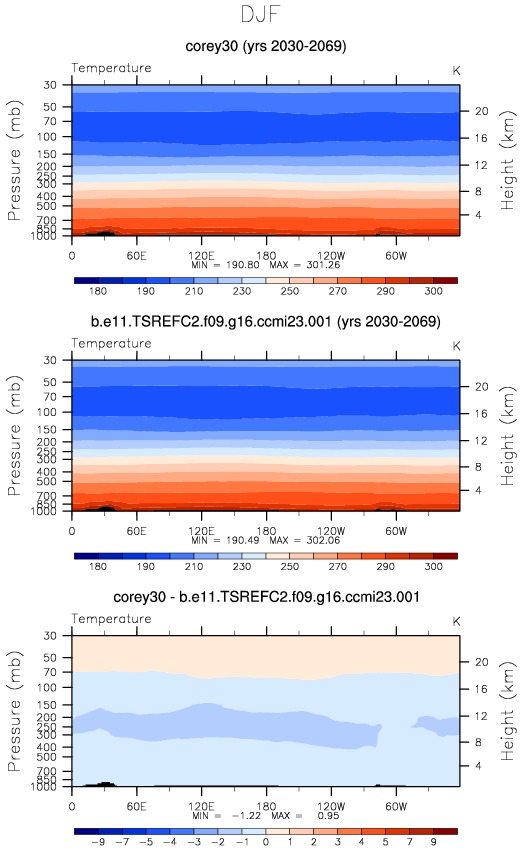 DJF
corey30 (yrs 2030-2069)
Temperature K
Pressure (mb)
30
50
70
100
150
200
250
300
400
500
700
850
1000
Height (km)
20
16
12
8
4
0 60E 120E 180 120W 60W
MIN = 190.80 MAX = 301.26
180 190 210 230 250 270 290 300
b.e11.TSREFC2.f09.g16.ccmi23.001 (yrs 2030-2069)
Temperature K
Pressure (mb)
30
50
70
100
150
200
250
300
400
500
700
850
1000
Height (km)
20
16
12
8
4
0 60E 120E 180 120W 60W
MIN = 190.49 MAX = 302.06
180 190 210 230 250 270 290 300
corey30 - b.e11.TSREFC2.f09.g16.ccmi23.001
Temperature K
Pressure (mb)
30
50
70
100
150
200
250
300
400
500
700
850
1000
Height (km)
20
16
12
8
4
0 60E 120E 180 120W 60W
MIN = -1.22 MAX = 0.95
-9 -7 -5 -4 -3 -2 -1 0 1 2 3 4 5 7 9